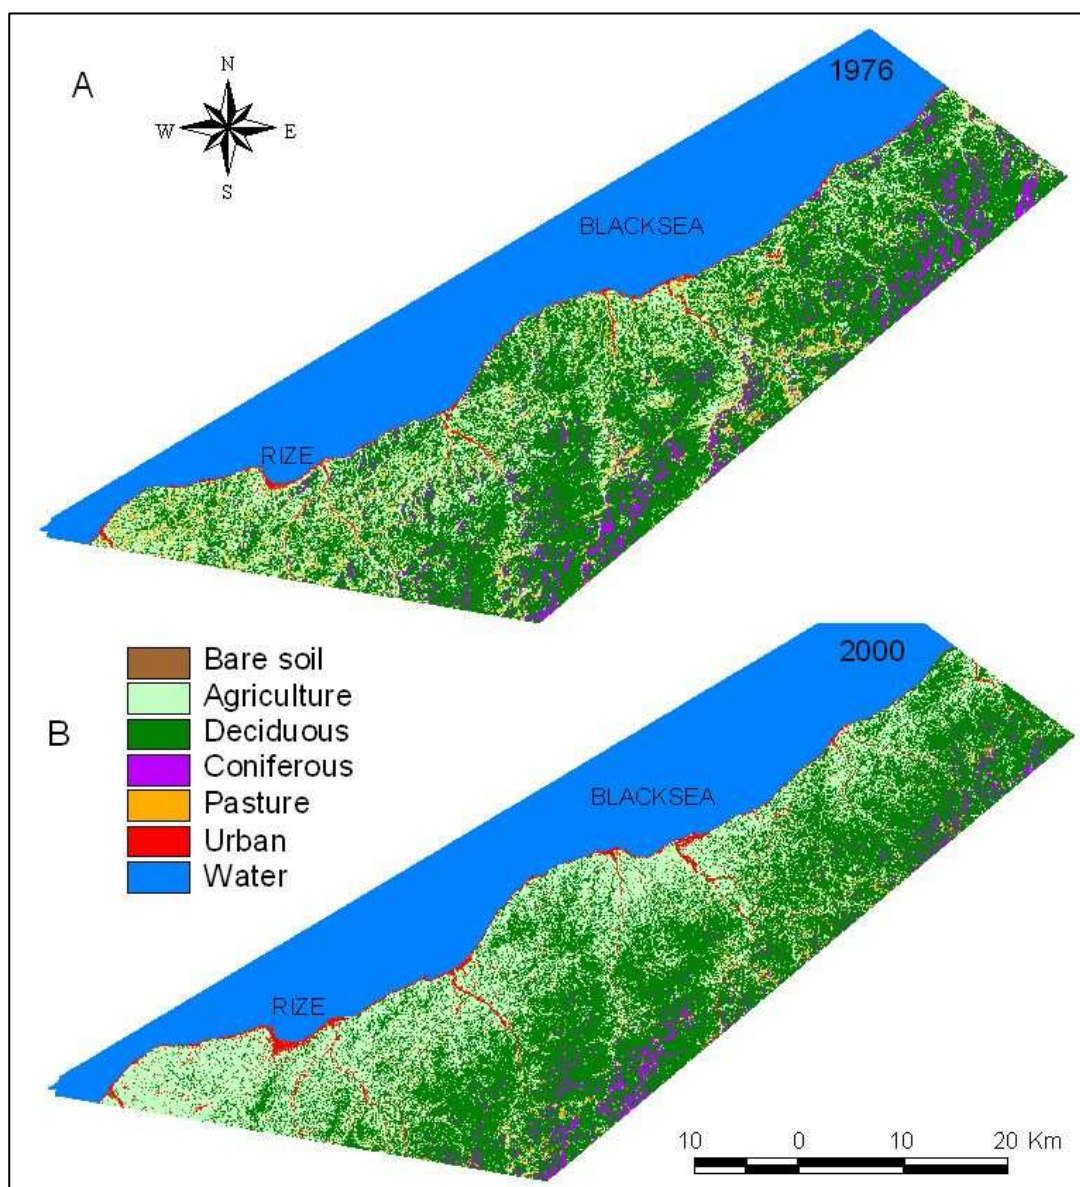 A
N
W E
S
1976
BLACKSEA
RIZE
Bare soil
Agriculture
Deciduous
Coniferous
Pasture
Urban
Water
B
2000
BLACKSEA
RIZE
10 0 10 20 Km